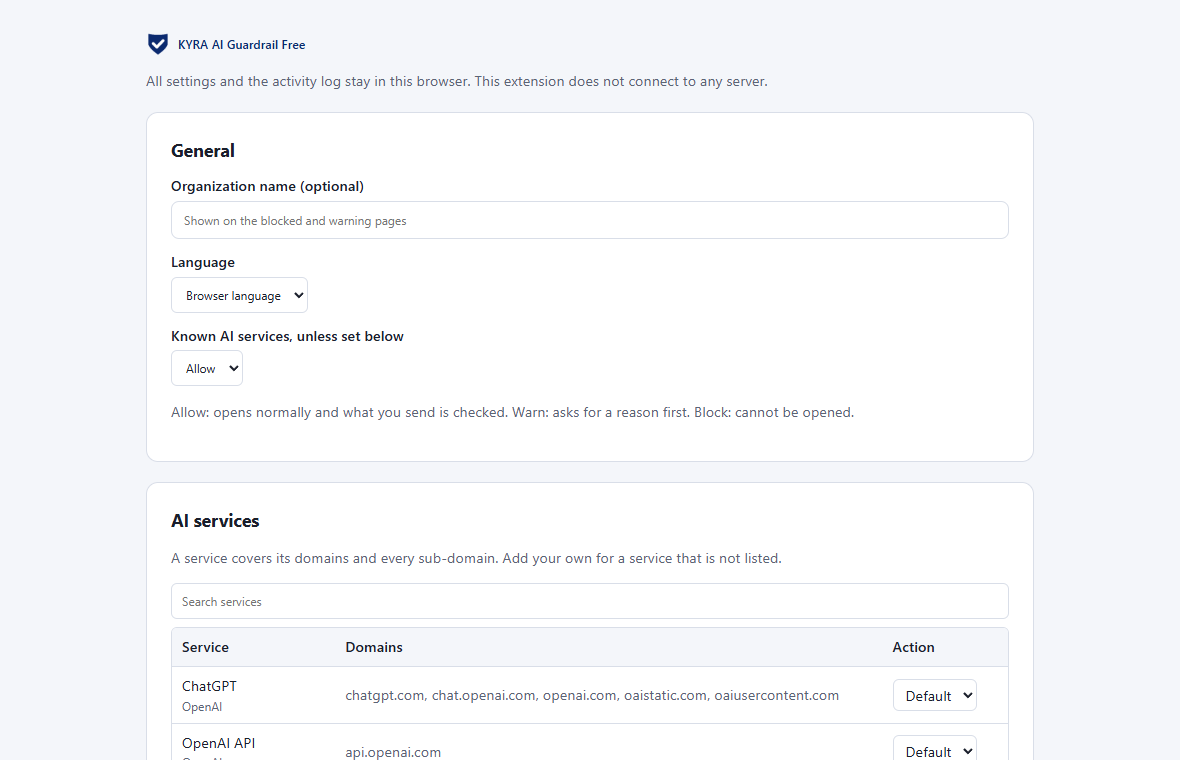 KYRA AI Guardrail Free
All settings and the activity log stay in this browser. This extension does not connect to any server.
General
Organization name (optional)
Shown on the blocked and warning pages
Language
Browser language
Known AI services, unless set below
Allow
Allow: opens normally and what you send is checked. Warn: asks for a reason first. Block: cannot be opened.
AI services
A service covers its domains and every sub-domain. Add your own for a service that is not listed.
Search services
Service Domains Action
ChatGPT
OpenAI
chatgpt.com, chat.openai.com, openai.com, oaistatic.com, oaiusercontent.com
Default
OpenAI API
api.openai.com
Default